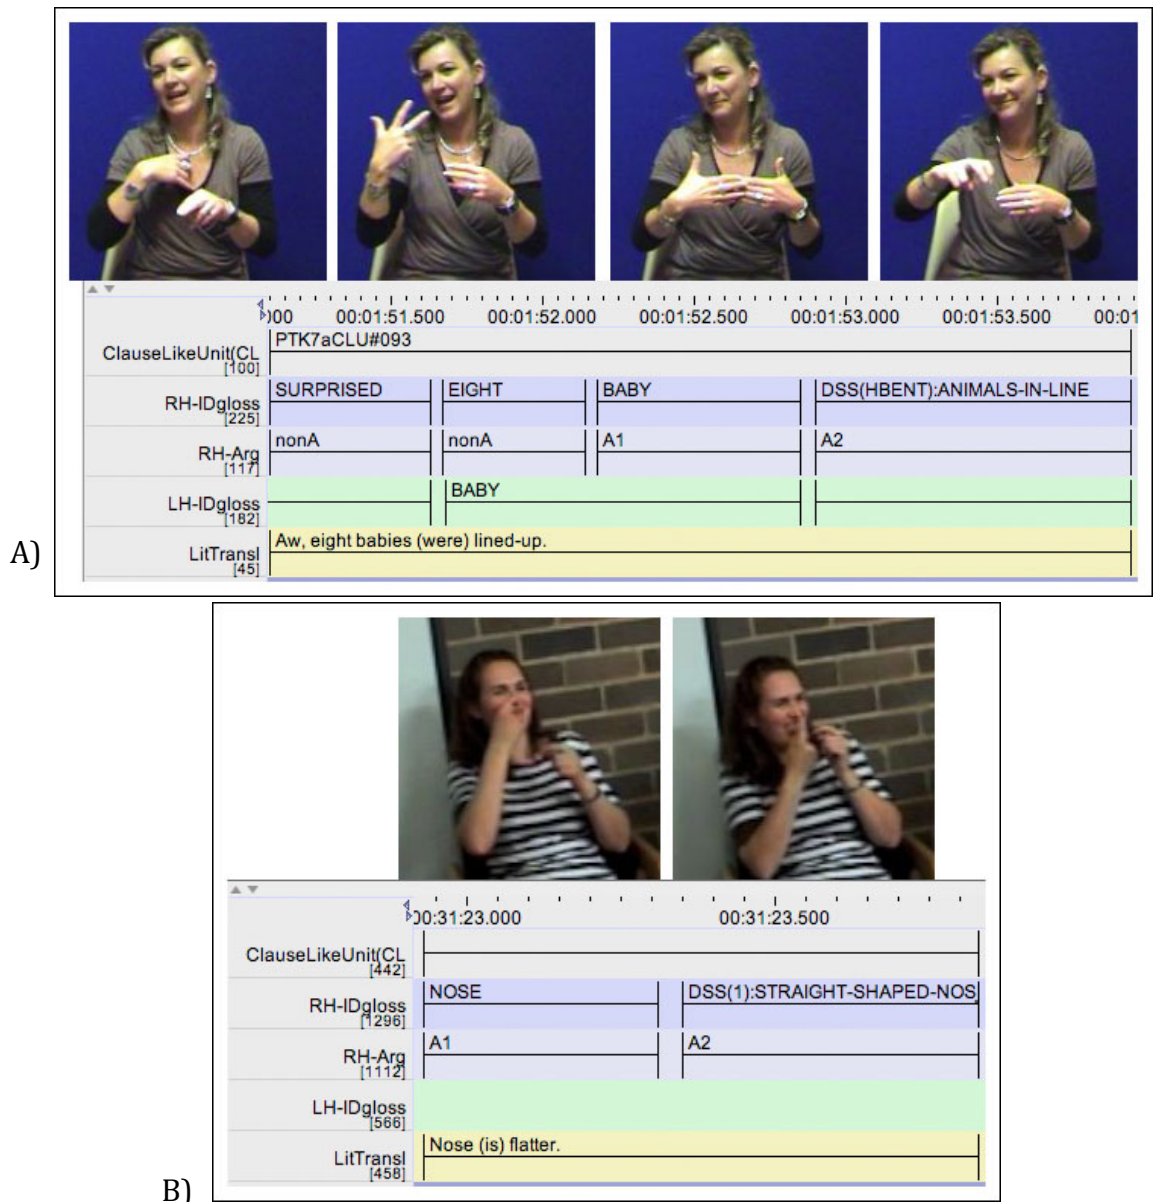 :00 00:01:51.500 00:01:52.000 00:01:52.500 00:01:53.000 00:01:53.500 00:01
ClauseLikeUnit(CL PTK7aCLU#093
[100]
RH-IDgloss SURPRISED EIGHT BABY DSS(HBENT):ANIMALS-IN-LINE
[225]
RH-Arg nonA nonA A1 A2
[117]
LH-IDgloss BABY
[182]
LitTransl Aw, eight babies (were) lined-up.
[45]
A)
00:31:23.000 00:31:23.500
ClauseLikeUnit(CL
[442]
RH-IDgloss NOSE DSS(1):STRAIGHT-SHAPED-NOS
[1296]
RH-Arg A1 A2
[1112]
LH-IDgloss
[566]
LitTransl Nose (is) flatter.
[458]
B)